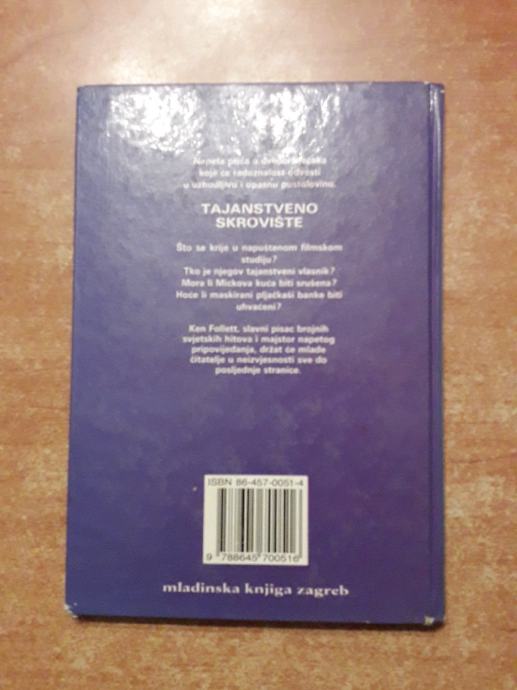 Napeta priča o dvojici dječaka
koje će radoznalost odvesti
u uzbudljivu i opasnu pustolovinu.
TAJANSTVENO
SKROVIŠTE
Što se krije u napuštenom filmskom
studiju?
Tko je njegov tajanstveni vlasnik?
Mora li Mickova kuća biti srušena?
Hoće li maskirani pljačkaši banke biti
uhvaćeni?
Ken Follett, slavni pisac brojnih
svjetskih hitova i majstor napetog
pripovijedanja, držat će mlade
čitatelje u neizvjesnosti sve do
posljednje stranice.
ISBN 86-457-0051-4
9 788645 700516
mladinska knjiga zagreb